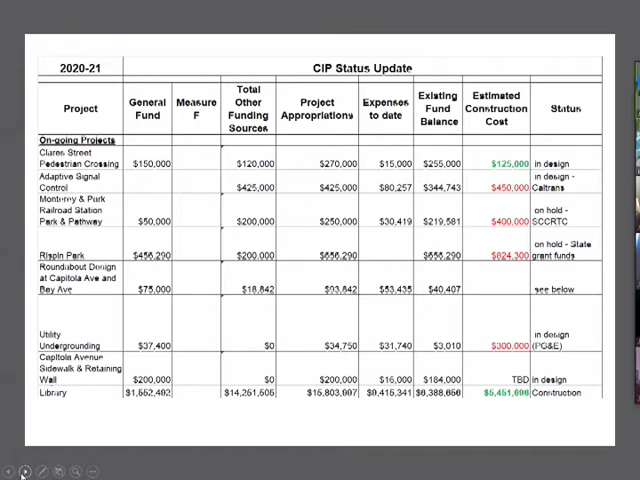 2020-21 CIP Status Update
Project General Fund Measure F Total Other Funding Sources Project Appropriations Expenses to date Existing Fund Balance Estimated Construction Cost Status
On-going Projects
Clares Street
Pedestrian Crossing $150,000 $120,000 $270,000 $15,000 $255,000 $125,000 in design
Adaptive Signal
Control $425,000 $425,000 $80,257 $344,743 $450,000 in design - Caltrans
Monterey & Park
Railroad Station
Park & Pathway $50,000 $200,000 $250,000 $30,419 $219,581 $400,000 on hold - SCCRTC
Rispin Park $456,290 $200,000 $656,290 $656,290 $824,300 on hold - State grant funds
Roundabout Design
at Capitola Ave and
Bay Ave $75,000 $18,842 $93,842 $53,435 $40,407 see below
Utility
Undergrounding $37,400 $0 $34,750 $31,740 $3,010 $300,000 in design (PG&E)
Capitola Avenue
Sidewalk & Retaining
Wall $200,000 $0 $200,000 $16,000 $184,000 TBD in design
Library $14,251,505 $9,415,341 Construction